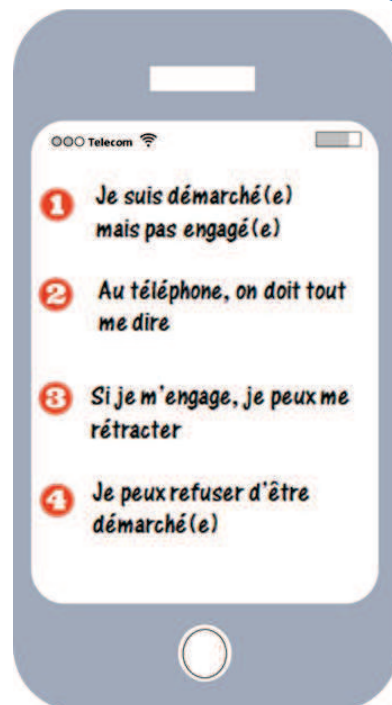 Telecom
1 Je suis démarché(e)
mais pas engagé(e)
2 Au téléphone, on doit tout
me dire
3 Si je m'engage, je peux me
rétracter
4 Je peux refuser d'être
démarché(e)